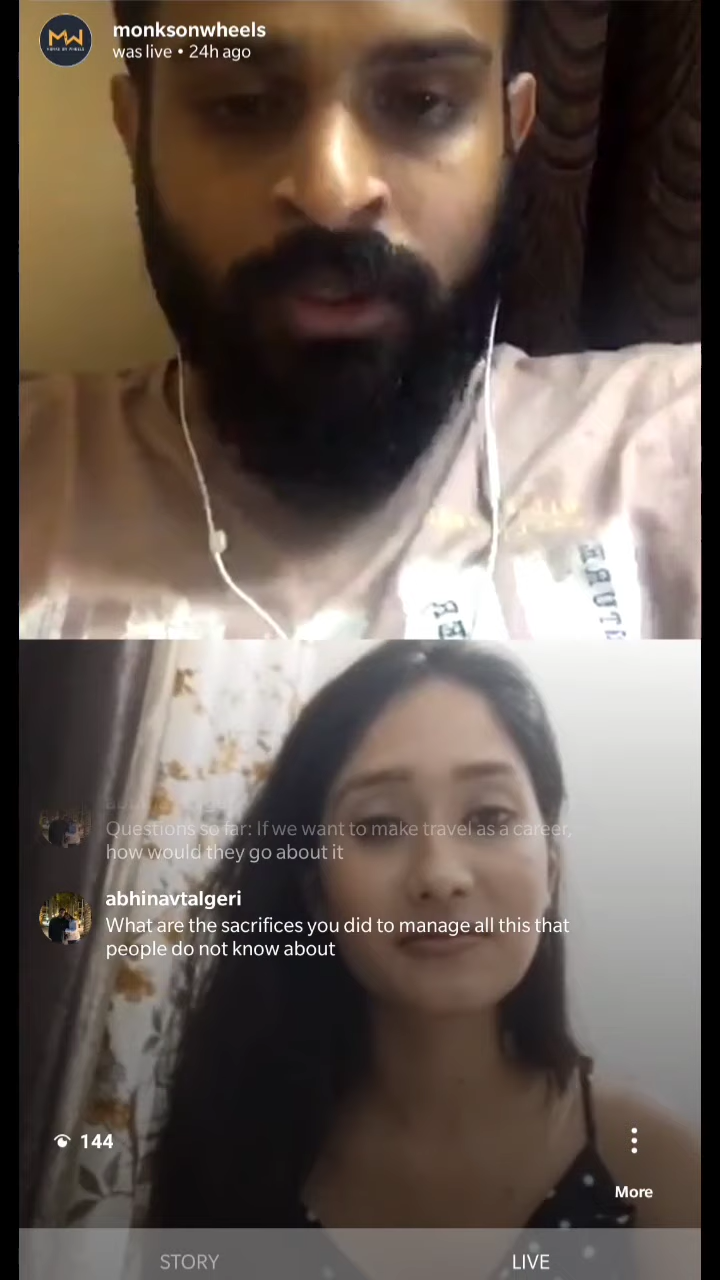 monksonwheels
MW
was live • 24h ago
Questions so far: If we want to make travel as a career,
how would they go about it
abhinavtalgeri
What are the sacrifices you did to manage all this that
people do not know about
144
More
STORY
LIVE